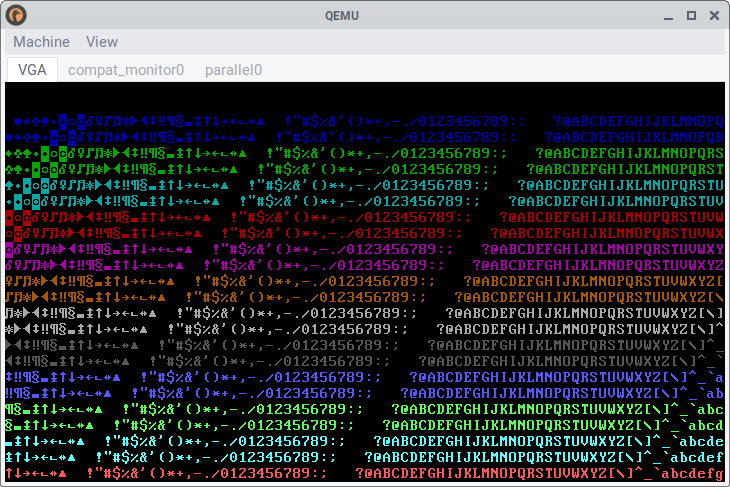 ☻♥♦♣♠•◘○◙♂♀♪♫☼►◄↕‼¶§▬↨↑↓→←∟↔▲  !"#$%&'()*+,-./0123456789:;   ?@ABCDEFGHIJKLMNOPQ
♥♦♣♠•◘○◙♂♀♪♫☼►◄↕‼¶§▬↨↑↓→←∟↔▲  !"#$%&'()*+,-./0123456789:;   ?@ABCDEFGHIJKLMNOPQR
♦♣♠•◘○◙♂♀♪♫☼►◄↕‼¶§▬↨↑↓→←∟↔▲  !"#$%&'()*+,-./0123456789:;   ?@ABCDEFGHIJKLMNOPQRS
♣♠•◘○◙♂♀♪♫☼►◄↕‼¶§▬↨↑↓→←∟↔▲  !"#$%&'()*+,-./0123456789:;   ?@ABCDEFGHIJKLMNOPQRST
♠•◘○◙♂♀♪♫☼►◄↕‼¶§▬↨↑↓→←∟↔▲  !"#$%&'()*+,-./0123456789:;   ?@ABCDEFGHIJKLMNOPQRSTU
•◘○◙♂♀♪♫☼►◄↕‼¶§▬↨↑↓→←∟↔▲  !"#$%&'()*+,-./0123456789:;   ?@ABCDEFGHIJKLMNOPQRSTUV
◘○◙♂♀♪♫☼►◄↕‼¶§▬↨↑↓→←∟↔▲  !"#$%&'()*+,-./0123456789:;   ?@ABCDEFGHIJKLMNOPQRSTUVW
○◙♂♀♪♫☼►◄↕‼¶§▬↨↑↓→←∟↔▲  !"#$%&'()*+,-./0123456789:;   ?@ABCDEFGHIJKLMNOPQRSTUVWX
◙♂♀♪♫☼►◄↕‼¶§▬↨↑↓→←∟↔▲  !"#$%&'()*+,-./0123456789:;   ?@ABCDEFGHIJKLMNOPQRSTUVWXY
♂♀♪♫☼►◄↕‼¶§▬↨↑↓→←∟↔▲  !"#$%&'()*+,-./0123456789:;   ?@ABCDEFGHIJKLMNOPQRSTUVWXYZ
♀♪♫☼►◄↕‼¶§▬↨↑↓→←∟↔▲  !"#$%&'()*+,-./0123456789:;   ?@ABCDEFGHIJKLMNOPQRSTUVWXYZ[
♪♫☼►◄↕‼¶§▬↨↑↓→←∟↔▲  !"#$%&'()*+,-./0123456789:;   ?@ABCDEFGHIJKLMNOPQRSTUVWXYZ[\
♫☼►◄↕‼¶§▬↨↑↓→←∟↔▲  !"#$%&'()*+,-./0123456789:;   ?@ABCDEFGHIJKLMNOPQRSTUVWXYZ[\]
☼►◄↕‼¶§▬↨↑↓→←∟↔▲  !"#$%&'()*+,-./0123456789:;   ?@ABCDEFGHIJKLMNOPQRSTUVWXYZ[\]^
►◄↕‼¶§▬↨↑↓→←∟↔▲  !"#$%&'()*+,-./0123456789:;   ?@ABCDEFGHIJKLMNOPQRSTUVWXYZ[\]^_
◄↕‼¶§▬↨↑↓→←∟↔▲  !"#$%&'()*+,-./0123456789:;   ?@ABCDEFGHIJKLMNOPQRSTUVWXYZ[\]^_`
↕‼¶§▬↨↑↓→←∟↔▲  !"#$%&'()*+,-./0123456789:;   ?@ABCDEFGHIJKLMNOPQRSTUVWXYZ[\]^_`a
‼¶§▬↨↑↓→←∟↔▲  !"#$%&'()*+,-./0123456789:;   ?@ABCDEFGHIJKLMNOPQRSTUVWXYZ[\]^_`ab
¶§▬↨↑↓→←∟↔▲  !"#$%&'()*+,-./0123456789:;   ?@ABCDEFGHIJKLMNOPQRSTUVWXYZ[\]^_`abc
§▬↨↑↓→←∟↔▲  !"#$%&'()*+,-./0123456789:;   ?@ABCDEFGHIJKLMNOPQRSTUVWXYZ[\]^_`abcd
▬↨↑↓→←∟↔▲  !"#$%&'()*+,-./0123456789:;   ?@ABCDEFGHIJKLMNOPQRSTUVWXYZ[\]^_`abcde
↨↑↓→←∟↔▲  !"#$%&'()*+,-./0123456789:;   ?@ABCDEFGHIJKLMNOPQRSTUVWXYZ[\]^_`abcdef
↑↓→←∟↔▲  !"#$%&'()*+,-./0123456789:;   ?@ABCDEFGHIJKLMNOPQRSTUVWXYZ[\]^_`abcdefg
QEMU
Machine View
VGA compat_monitor0 parallel0